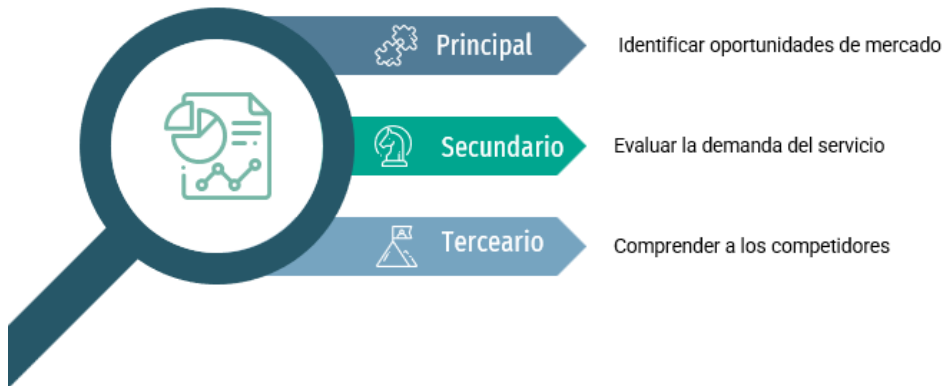 Principal
Identificar oportunidades de mercado
Secundario
Evaluar la demanda del servicio
Terceario
Comprender a los competidores